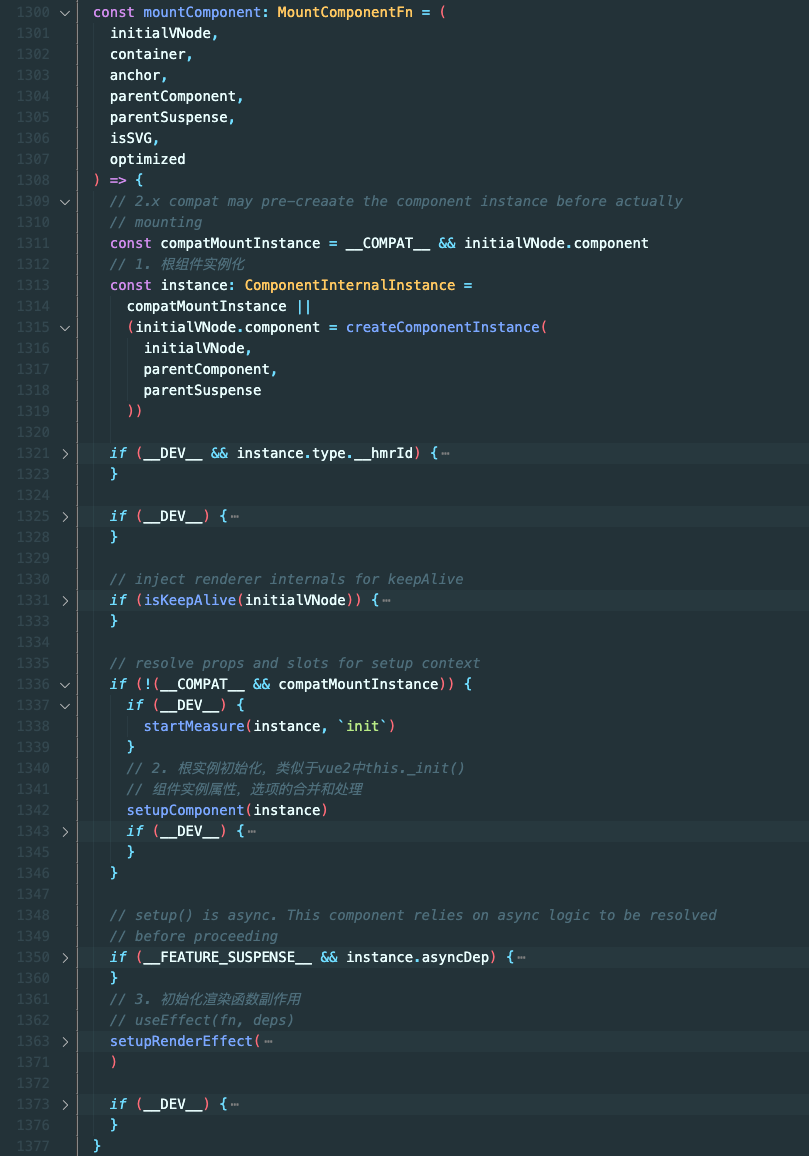 1300 const mountComponent: MountComponentFn = (
1301 initialVNode,
1302 container,
1303 anchor,
1304 parentComponent,
1305 parentSuspense,
1306 isSVG,
1307 optimized
1308 ) => {
1309 // 2.x compat may pre-creaate the component instance before actually
1310 // mounting
1311 const compatMountInstance = __COMPAT__ && initialVNode.component
1312 // 1. 根组件实例化
1313 const instance: ComponentInternalInstance =
1314 compatMountInstance ||
1315 (initialVNode.component = createComponentInstance(
1316 initialVNode,
1317 parentComponent,
1318 parentSuspense
1319 ))
1320
1321 if (__DEV__ && instance.type.__hmrId) {⋯
1323 }
1324
1325 if (__DEV__) {⋯
1328 }
1329
1330 // inject renderer internals for keepAlive
1331 if (isKeepAlive(initialVNode)) {⋯
1333 }
1334
1335 // resolve props and slots for setup context
1336 if (!(__COMPAT__ && compatMountInstance)) {
1337 if (__DEV__) {
1338 startMeasure(instance, `init`)
1339 }
1340 // 2. 根实例初始化，类似于vue2中this._init()
1341 // 组件实例属性，选项的合并和处理
1342 setupComponent(instance)
1343 if (__DEV__) {⋯
1345 }
1346 }
1347
1348 // setup() is async. This component relies on async logic to be resolved
1349 // before proceeding
1350 if (__FEATURE_SUSPENSE__ && instance.asyncDep) {⋯
1360 }
1361 // 3. 初始化渲染函数副作用
1362 // useEffect(fn, deps)
1363 setupRenderEffect(⋯
1371 )
1372
1373 if (__DEV__) {⋯
1376 }
1377 }